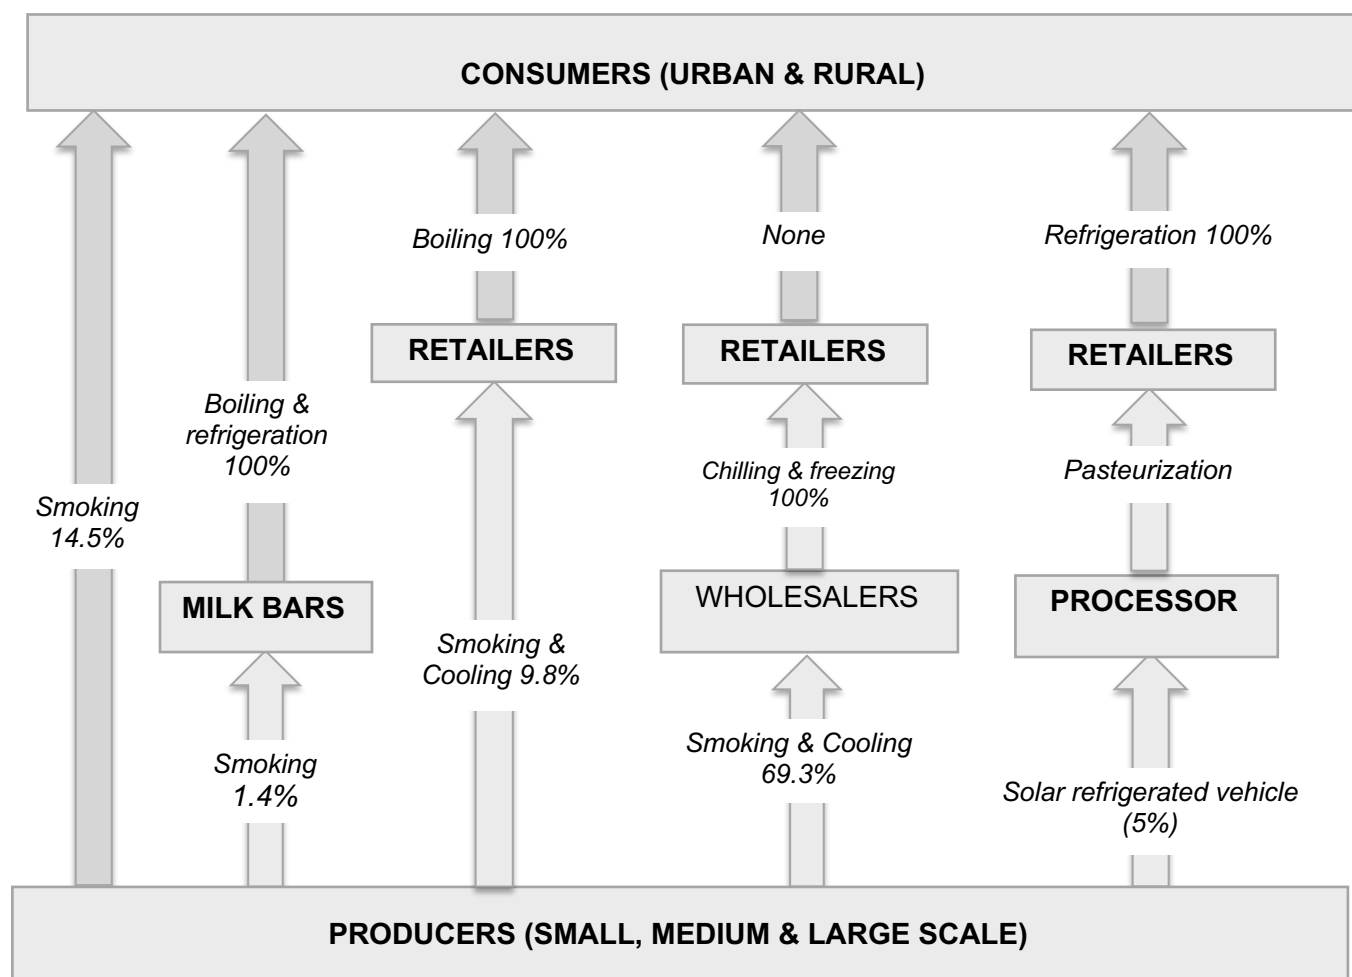 CONSUMERS (URBAN & RURAL)
Boiling 100%
None
Refrigeration 100%
RETAILERS
RETAILERS
RETAILERS
Boiling &
refrigeration
100%
Chilling & freezing
100%
Pasteurization
Smoking
14.5%
MILK BARS
WHOLESALERS
PROCESSOR
Smoking &
Cooling 9.8%
Smoking
1.4%
Smoking & Cooling
69.3%
Solar refrigerated vehicle
(5%)
PRODUCERS (SMALL, MEDIUM & LARGE SCALE)